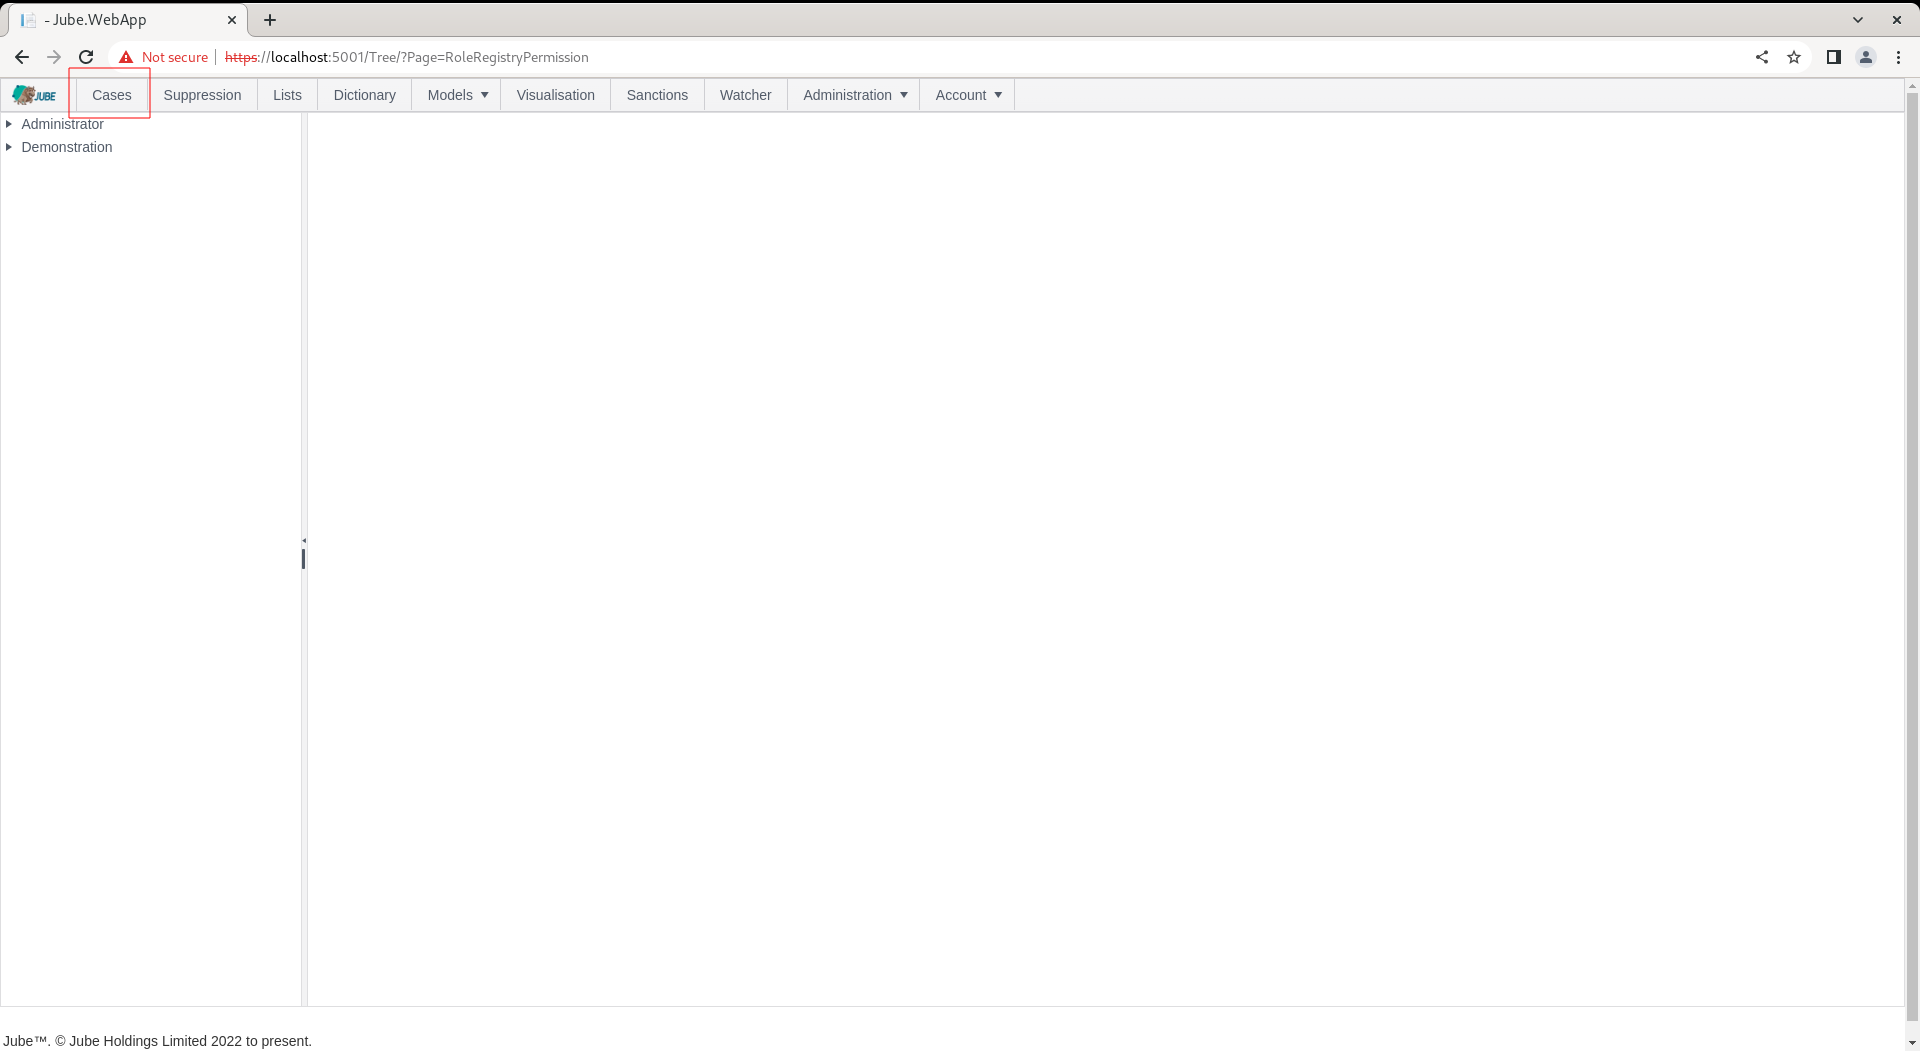 - Jube.WebApp
Not secure https://localhost:5001/Tree/?Page=RoleRegistryPermission
JUBE Cases Suppression Lists Dictionary Models Visualisation Sanctions Watcher Administration Account
Administrator
Demonstration
Jube™. © Jube Holdings Limited 2022 to present.